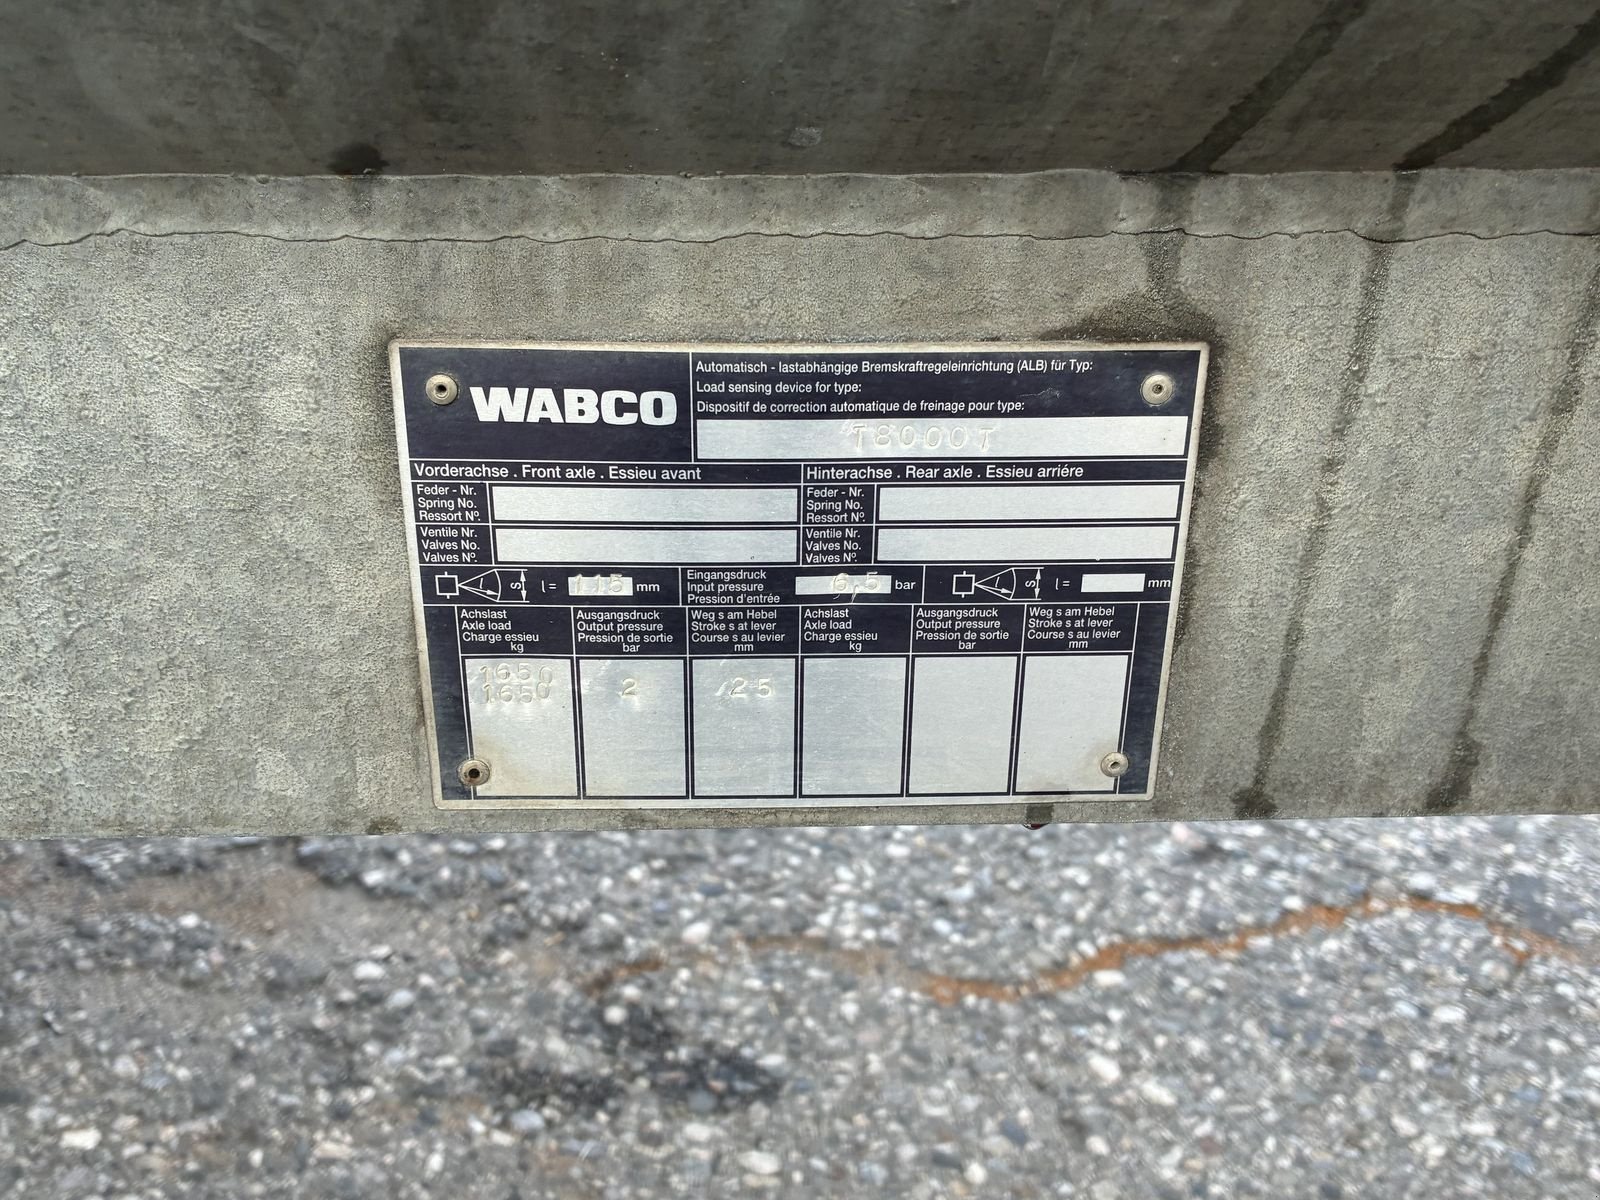 WABCO
Automatisch - lastabhängige Bremskraftregeleinrichtung (ALB) für Typ:
Load sensing device for type:
Dispositif de correction automatique de freinage pour type:
T8000T
Vorderachse . Front axle . Essieu avant
Hinterachse . Rear axle . Essieu arriére
Feder - Nr.
Spring No.
Ressort Nº.
Feder - Nr.
Spring No.
Ressort Nº.
Ventile Nr.
Valves No.
Valves Nº
Ventile Nr.
Valves No.
Valves Nº
l S l = 115 mm
Eingangsdruck
Input pressure
Pression d'entrée
6,5 bar
l S l = mm
Achslast
Axle load
Charge essieu
kg
Ausgangsdruck
Output pressure
Pression de sortie
bar
Weg s am Hebel
Stroke s at lever
Course s au levier
mm
Achslast
Axle load
Charge essieu
kg
Ausgangsdruck
Output pressure
Pression de sortie
bar
Weg s am Hebel
Stroke s at lever
Course s au levier
mm
1650
1650
2
25